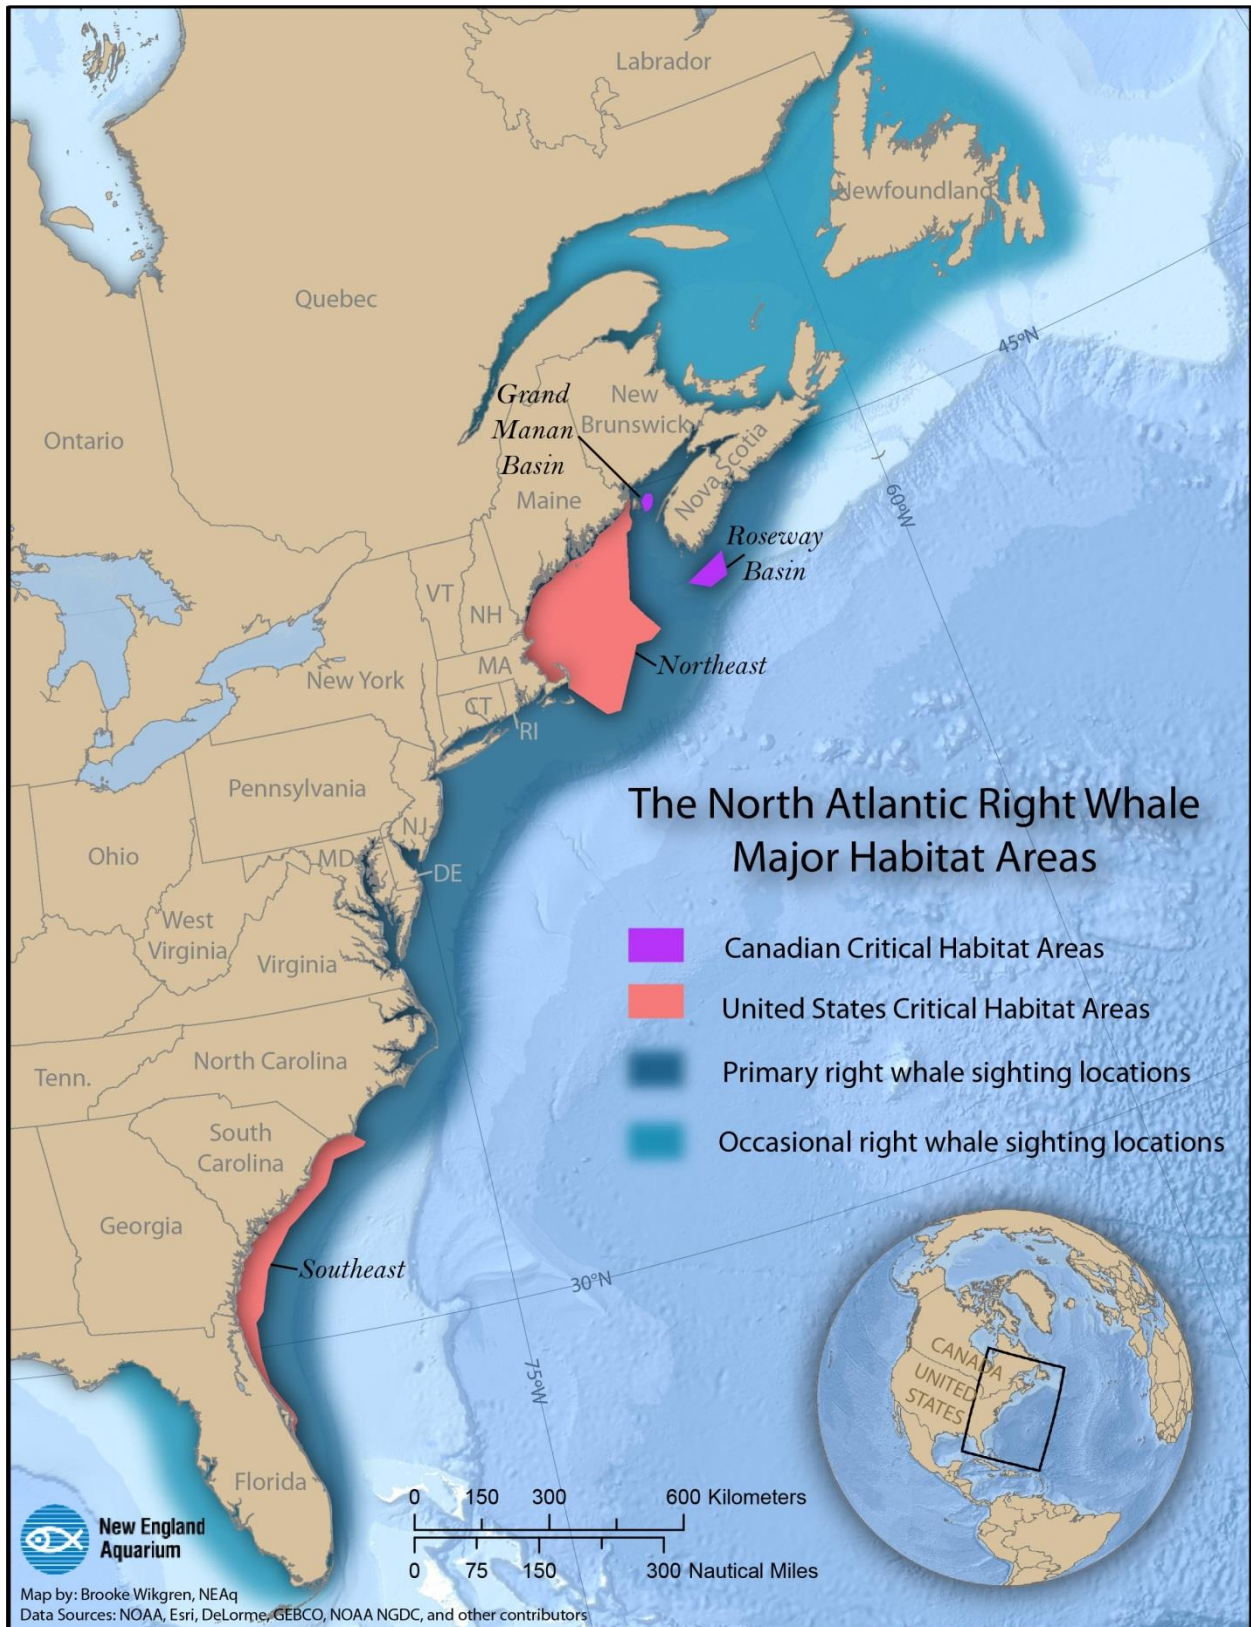 Labrador
Newfoundland
Quebec
45ºN
Grand
Manan
Basin
New
Brunswick
Ontario
Nova Scotia
Maine
60ºW
Roseway
Basin
VT
NH
MA
Northeast
New York
CT
RI
Pennsylvania
The North Atlantic Right Whale
Major Habitat Areas
NJ
Ohio
MD
DE
West
Virginia
Virginia
Canadian Critical Habitat Areas
United States Critical Habitat Areas
North Carolina
Tenn.
Primary right whale sighting locations
South
Carolina
Occasional right whale sighting locations
Georgia
Southeast
30ºN
75ºW
CANADA
UNITED
STATES
Florida
0 150 300 600 Kilometers
0 75 150 300 Nautical Miles
New England
Aquarium
Map by: Brooke Wikgren, NEAq
Data Sources: NOAA, Esri, DeLorme, GEBCO, NOAA NGDC, and other contributors